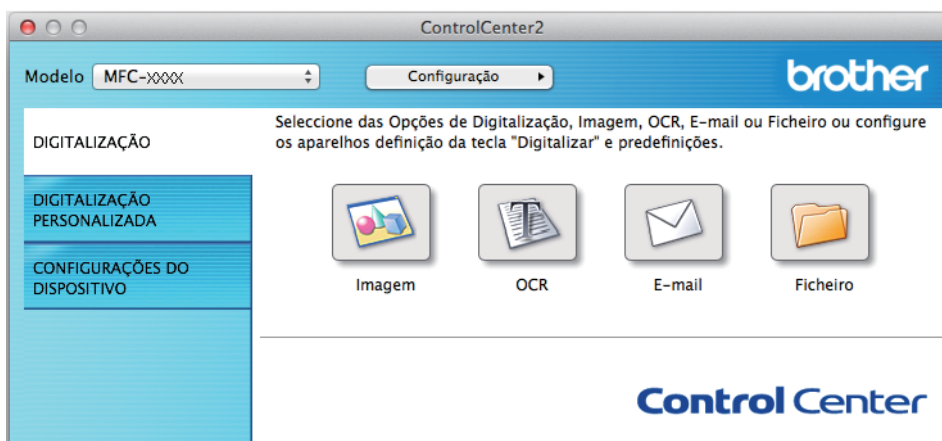 ControlCenter2
Modelo MFC-XXXX Configuração brother
DIGITALIZAÇÃO
Seleccione das Opções de Digitalização, Imagem, OCR, E-mail ou Ficheiro ou configure
os aparelhos definição da tecla "Digitalizar" e predefinições.
DIGITALIZAÇÃO
PERSONALIZADA
CONFIGURAÇÕES DO
DISPOSITIVO
Imagem OCR E-mail Ficheiro
Control Center